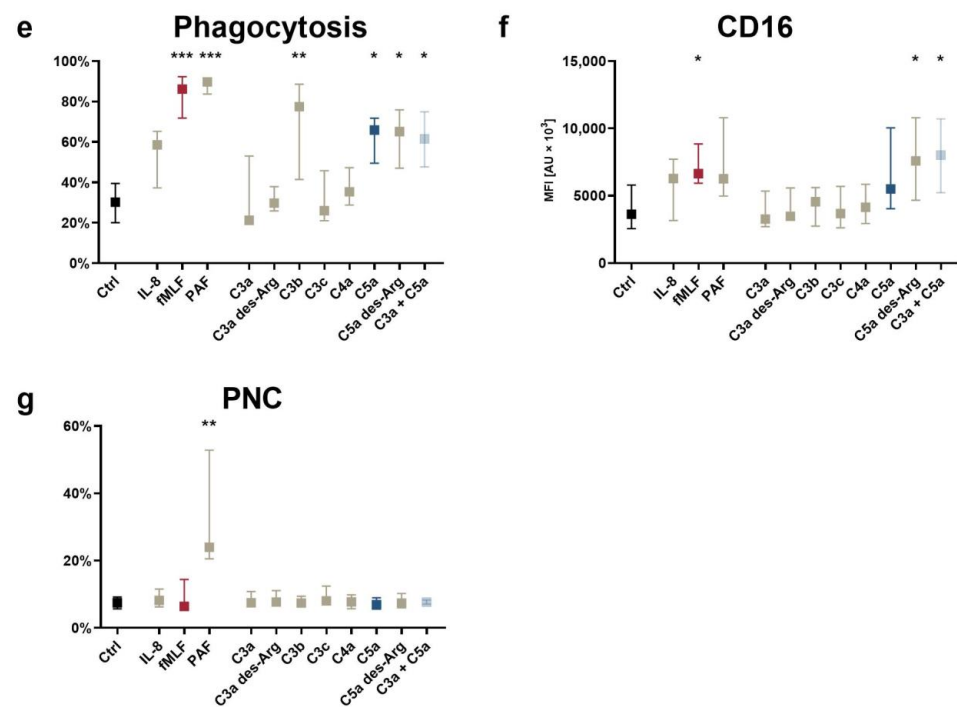 e Phagocytosis
*** *** ** * * *
100%
80%
60%
40%
20%
0%
Ctrl
IL-8
fMLF
PAF
C3a
C3a des-Arg
C3b
C3c
C4a
C5a
C5a des-Arg
C3a + C5a
f CD16
* * *
MFI [AU × 10³]
15,000
10,000
5000
0
Ctrl
IL-8
fMLF
PAF
C3a
C3a des-Arg
C3b
C3c
C4a
C5a
C5a des-Arg
C3a + C5a
g PNC
**
60%
40%
20%
0%
Ctrl
IL-8
fMLF
PAF
C3a
C3a des-Arg
C3b
C3c
C4a
C5a
C5a des-Arg
C3a + C5a